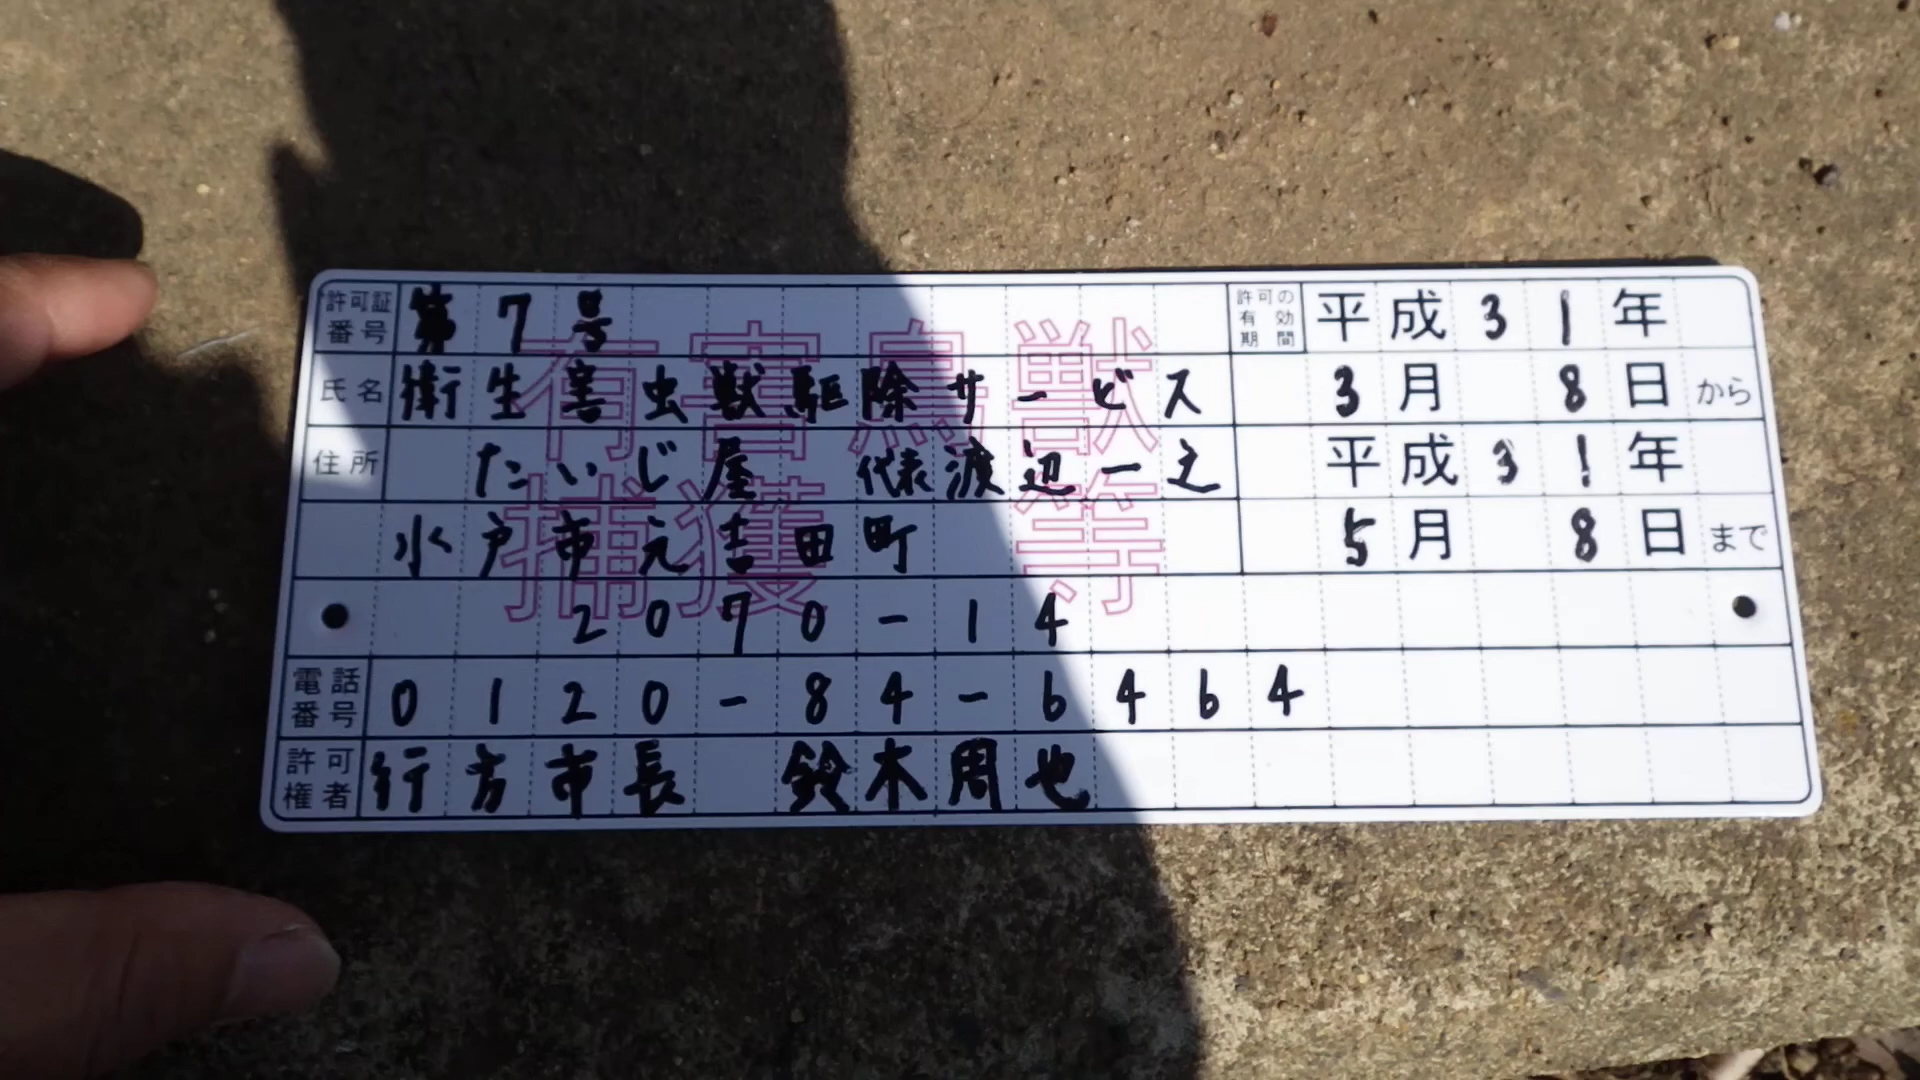 許可証番号 第7号 許可の有効期間 平成31年
氏名 衛生害虫獣駆除サービス 3月8日から
住所 たいじ屋 代表渡辺一之 平成31年
水戸市元吉田町 5月8日まで
2070-14
電話番号 0120-84-6464
許可権者 行方市長 鈴木周也
有害鳥獣
捕獲等